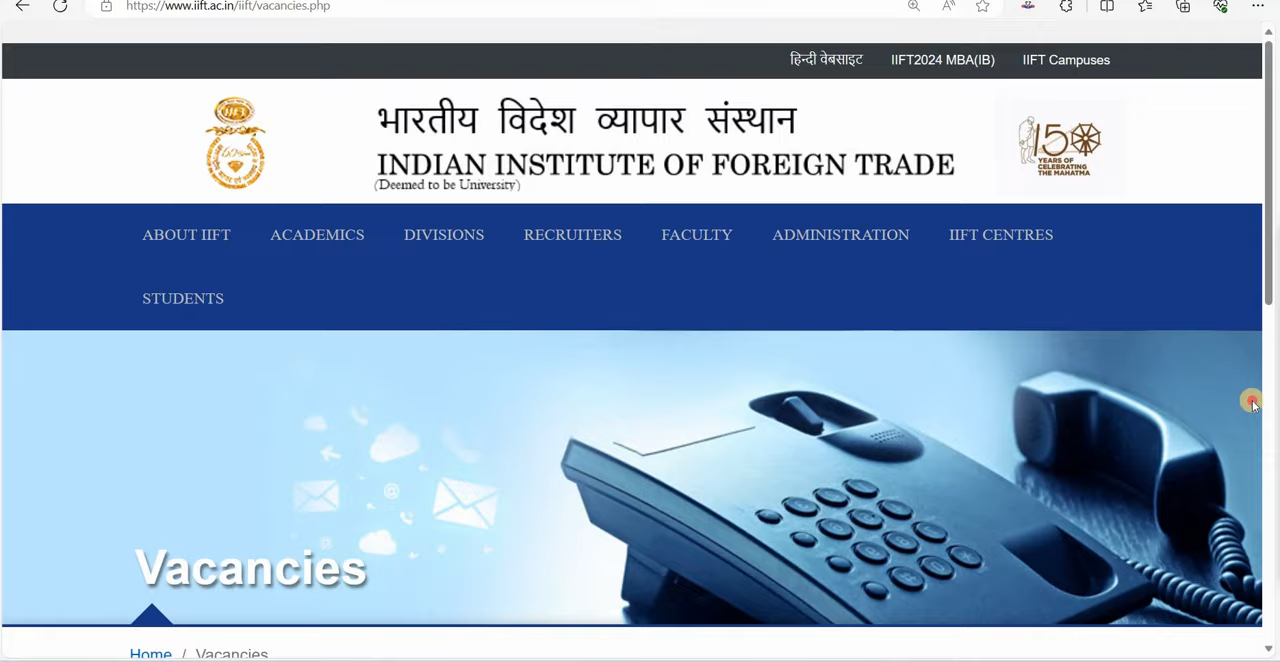 https://www.iift.ac.in/iift/vacancies.php
हिन्दी वेबसाइट IIFT2024 MBA(IB) IIFT Campuses
भारतीय विदेश व्यापार संस्थान
INDIAN INSTITUTE OF FOREIGN TRADE
(Deemed to be University)
150
YEARS OF
CELEBRATING
THE MAHATMA
ABOUT IIFT ACADEMICS DIVISIONS RECRUITERS FACULTY ADMINISTRATION IIFT CENTRES
STUDENTS
Vacancies
Home / Vacancies